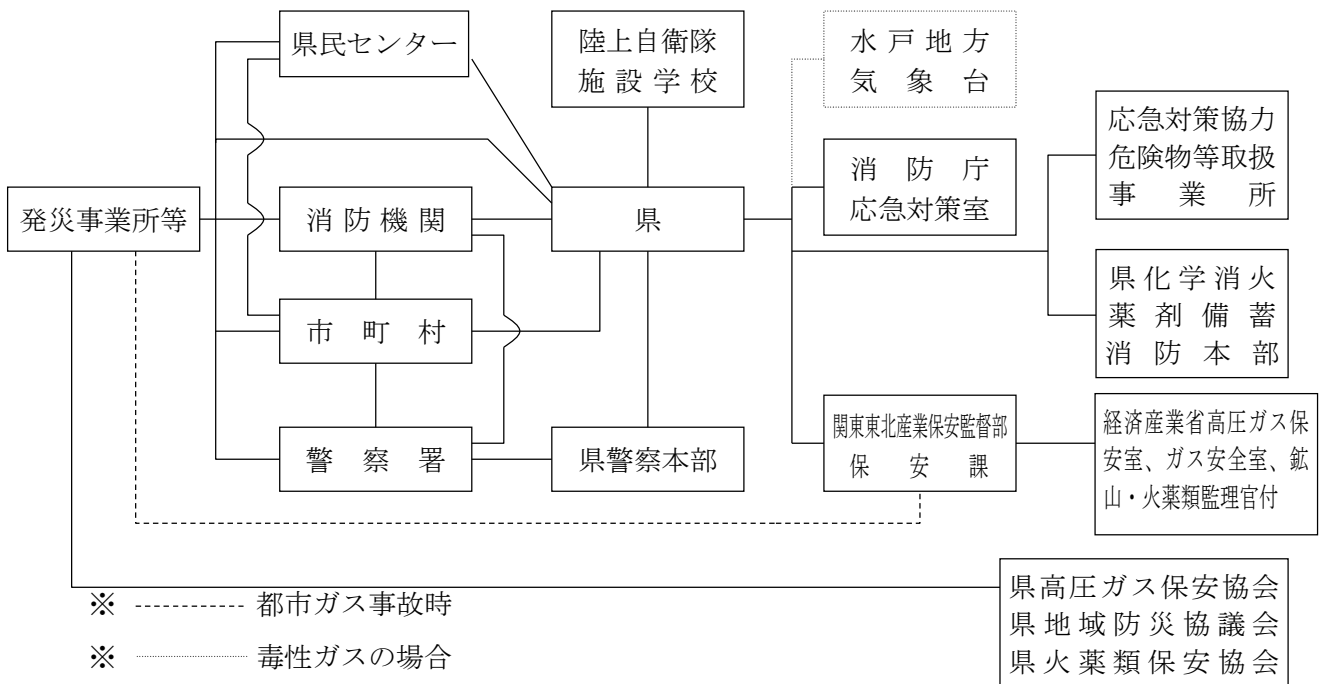 県民センター
陸上自衛隊
施設学校
水戸地方
気象台
応急対策協力
危険物等取扱
事業所
消防庁
応急対策室
発災事業所等
消防機関
県
県化学消火
薬剤備蓄
消防本部
市町村
関東東北産業保安監督部
保安課
経済産業省高圧ガス保
安室、ガス安全室、鉱
山・火薬類監理官付
警察署
県警察本部
県高圧ガス保安協会
県地域防災協議会
県火薬類保安協会
※ 都市ガス事故時
※ 毒性ガスの場合